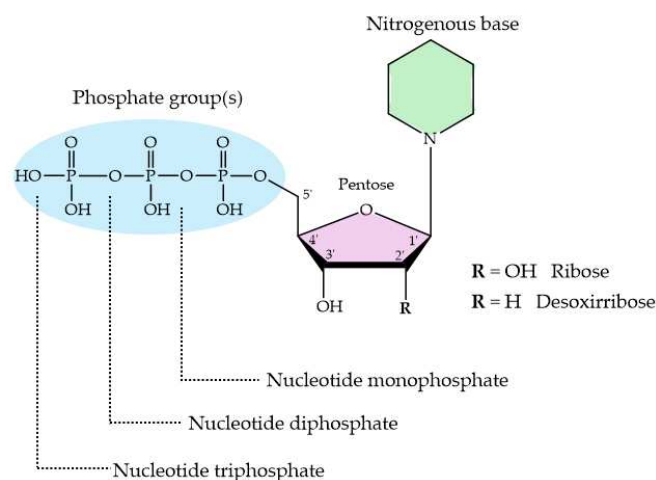 Nitrogenous base
Phosphate group(s)
O O O
HO P O P O P O N
OH OH OH
5'
Pentose
O
4' 1'
3' 2'
OH R
R = OH Ribose
R = H Desoxirribose
Nucleotide monophosphate
Nucleotide diphosphate
Nucleotide triphosphate